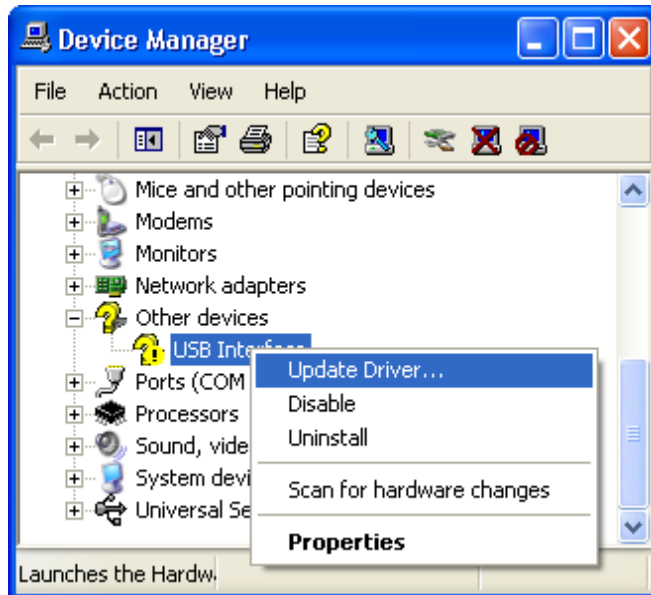 Device Manager
File Action View Help
Mice and other pointing devices
Modems
Monitors
Network adapters
Other devices
USB Interface
Ports (COM
Processors
Sound, vide
System devi
Universal Se
Update Driver...
Disable
Uninstall
Scan for hardware changes
Properties
Launches the Hardw